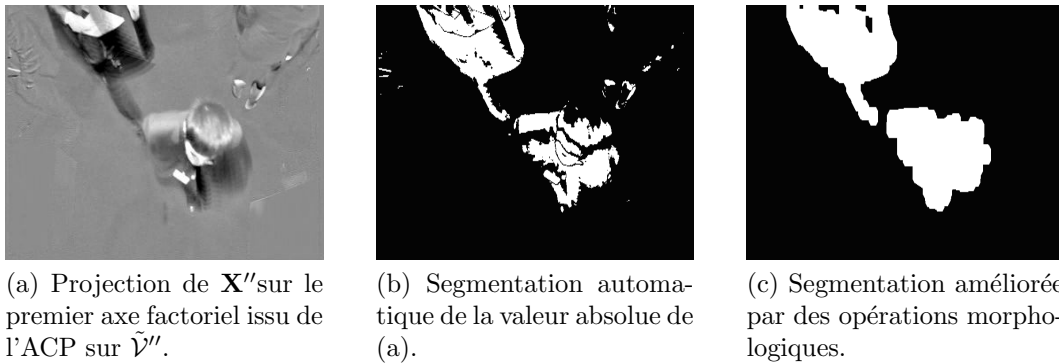 (a) Projection de X″sur le
premier axe factoriel issu de
l'ACP sur Ṽ″.
(b) Segmentation automa-
tique de la valeur absolue de
(a).
(c) Segmentation améliorée
par des opérations morpho-
logiques.